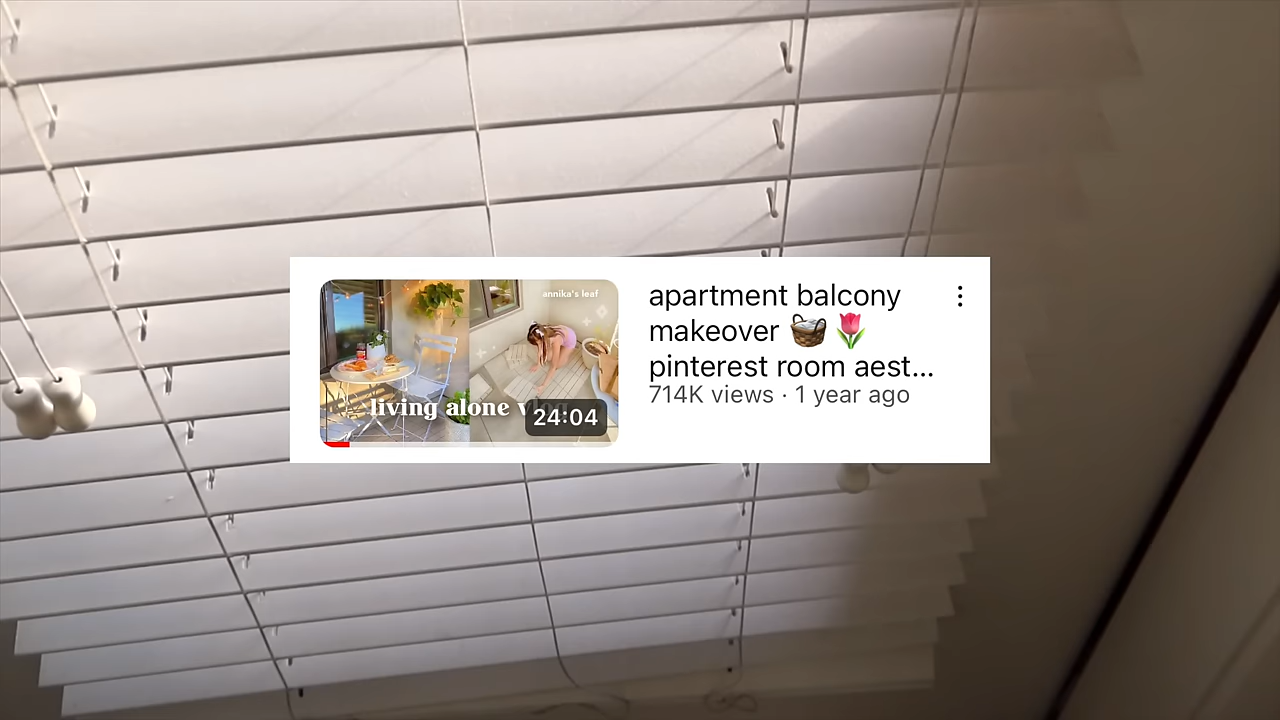 annika's leaf
living alone
24:04
apartment balcony
makeover 🧺🌷
pinterest room aest...
714K views · 1 year ago